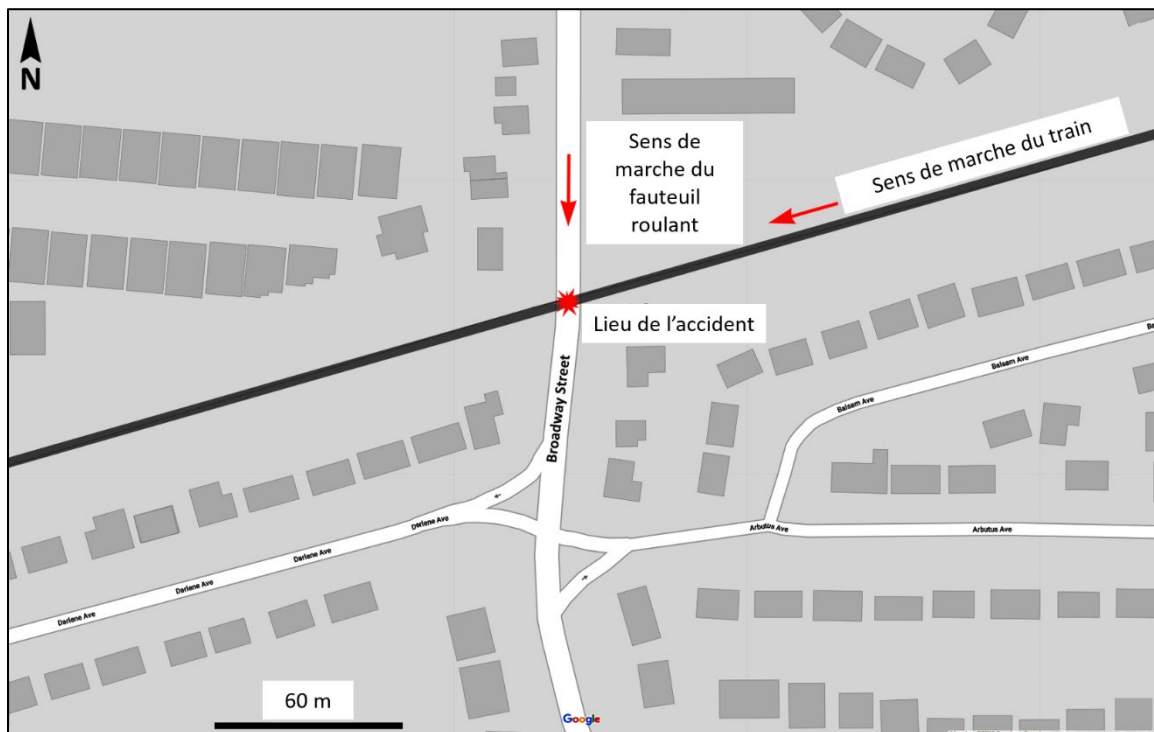 N
Sens de
marche du
fauteuil
roulant
Sens de marche du train
Lieu de l'accident
Broadway Street
Balsam Ave
Balsam Ave
Darlene Ave
Darlene Ave
Darlene Ave
Darlene Ave
Arbutus Ave
Arbutus Ave
60 m
Google